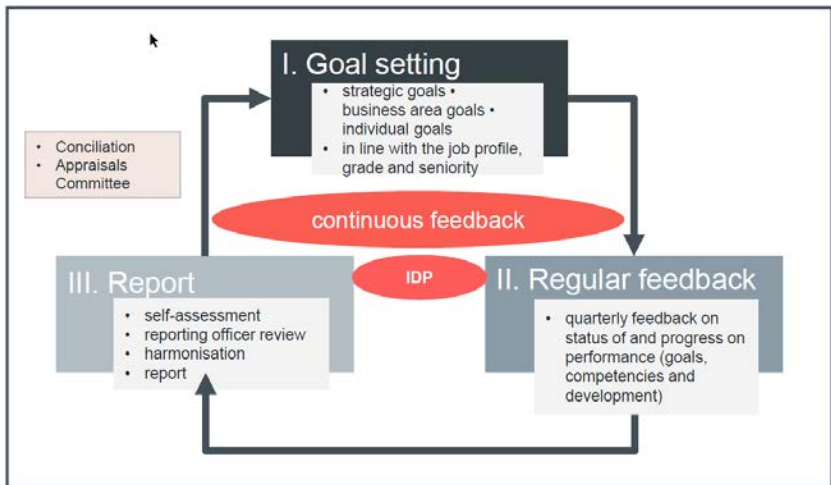 I. Goal setting
• strategic goals •
business area goals •
individual goals
• in line with the job profile,
grade and seniority
• Conciliation
• Appraisals
Committee
continuous feedback
IDP
III. Report
• self-assessment
• reporting officer review
• harmonisation
• report
II. Regular feedback
• quarterly feedback on
status of and progress on
performance (goals,
competencies and
development)